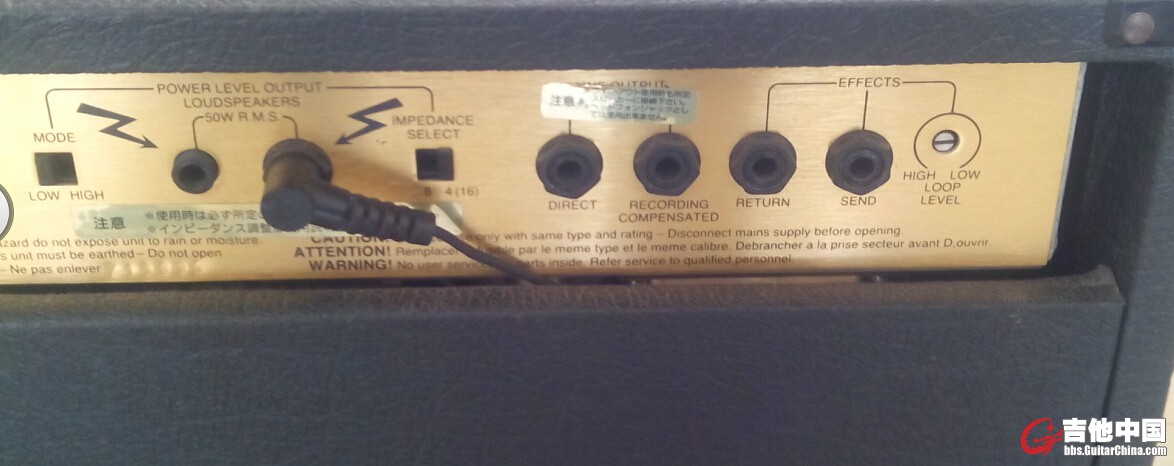 POWER LEVEL OUTPUT
LOUDSPEAKERS
50W R.M.S.
MODE
LOW HIGH
IMPEDANCE
SELECT
8 4(16)
LINE OUTPUT
注意
DIRECT
RECORDING
COMPENSATED
EFFECTS
RETURN
SEND
HIGH LOW
LOOP
LEVEL
注意
※使用時は必ず所定の
※インピーダンス調整
do not expose unit to rain or moisture.
s unit must be earthed – Do not open
– Ne pas enlever
CAUTION! only with same type and rating – Disconnect mains supply before opening.
ATTENTION! Remplacer par le meme type et le meme calibre. Debrancher a la prise secteur avant D,ouvrir.
WARNING! No user inside. Refer service to qualified personnel.
吉他中国
bbs.GuitarChina.com